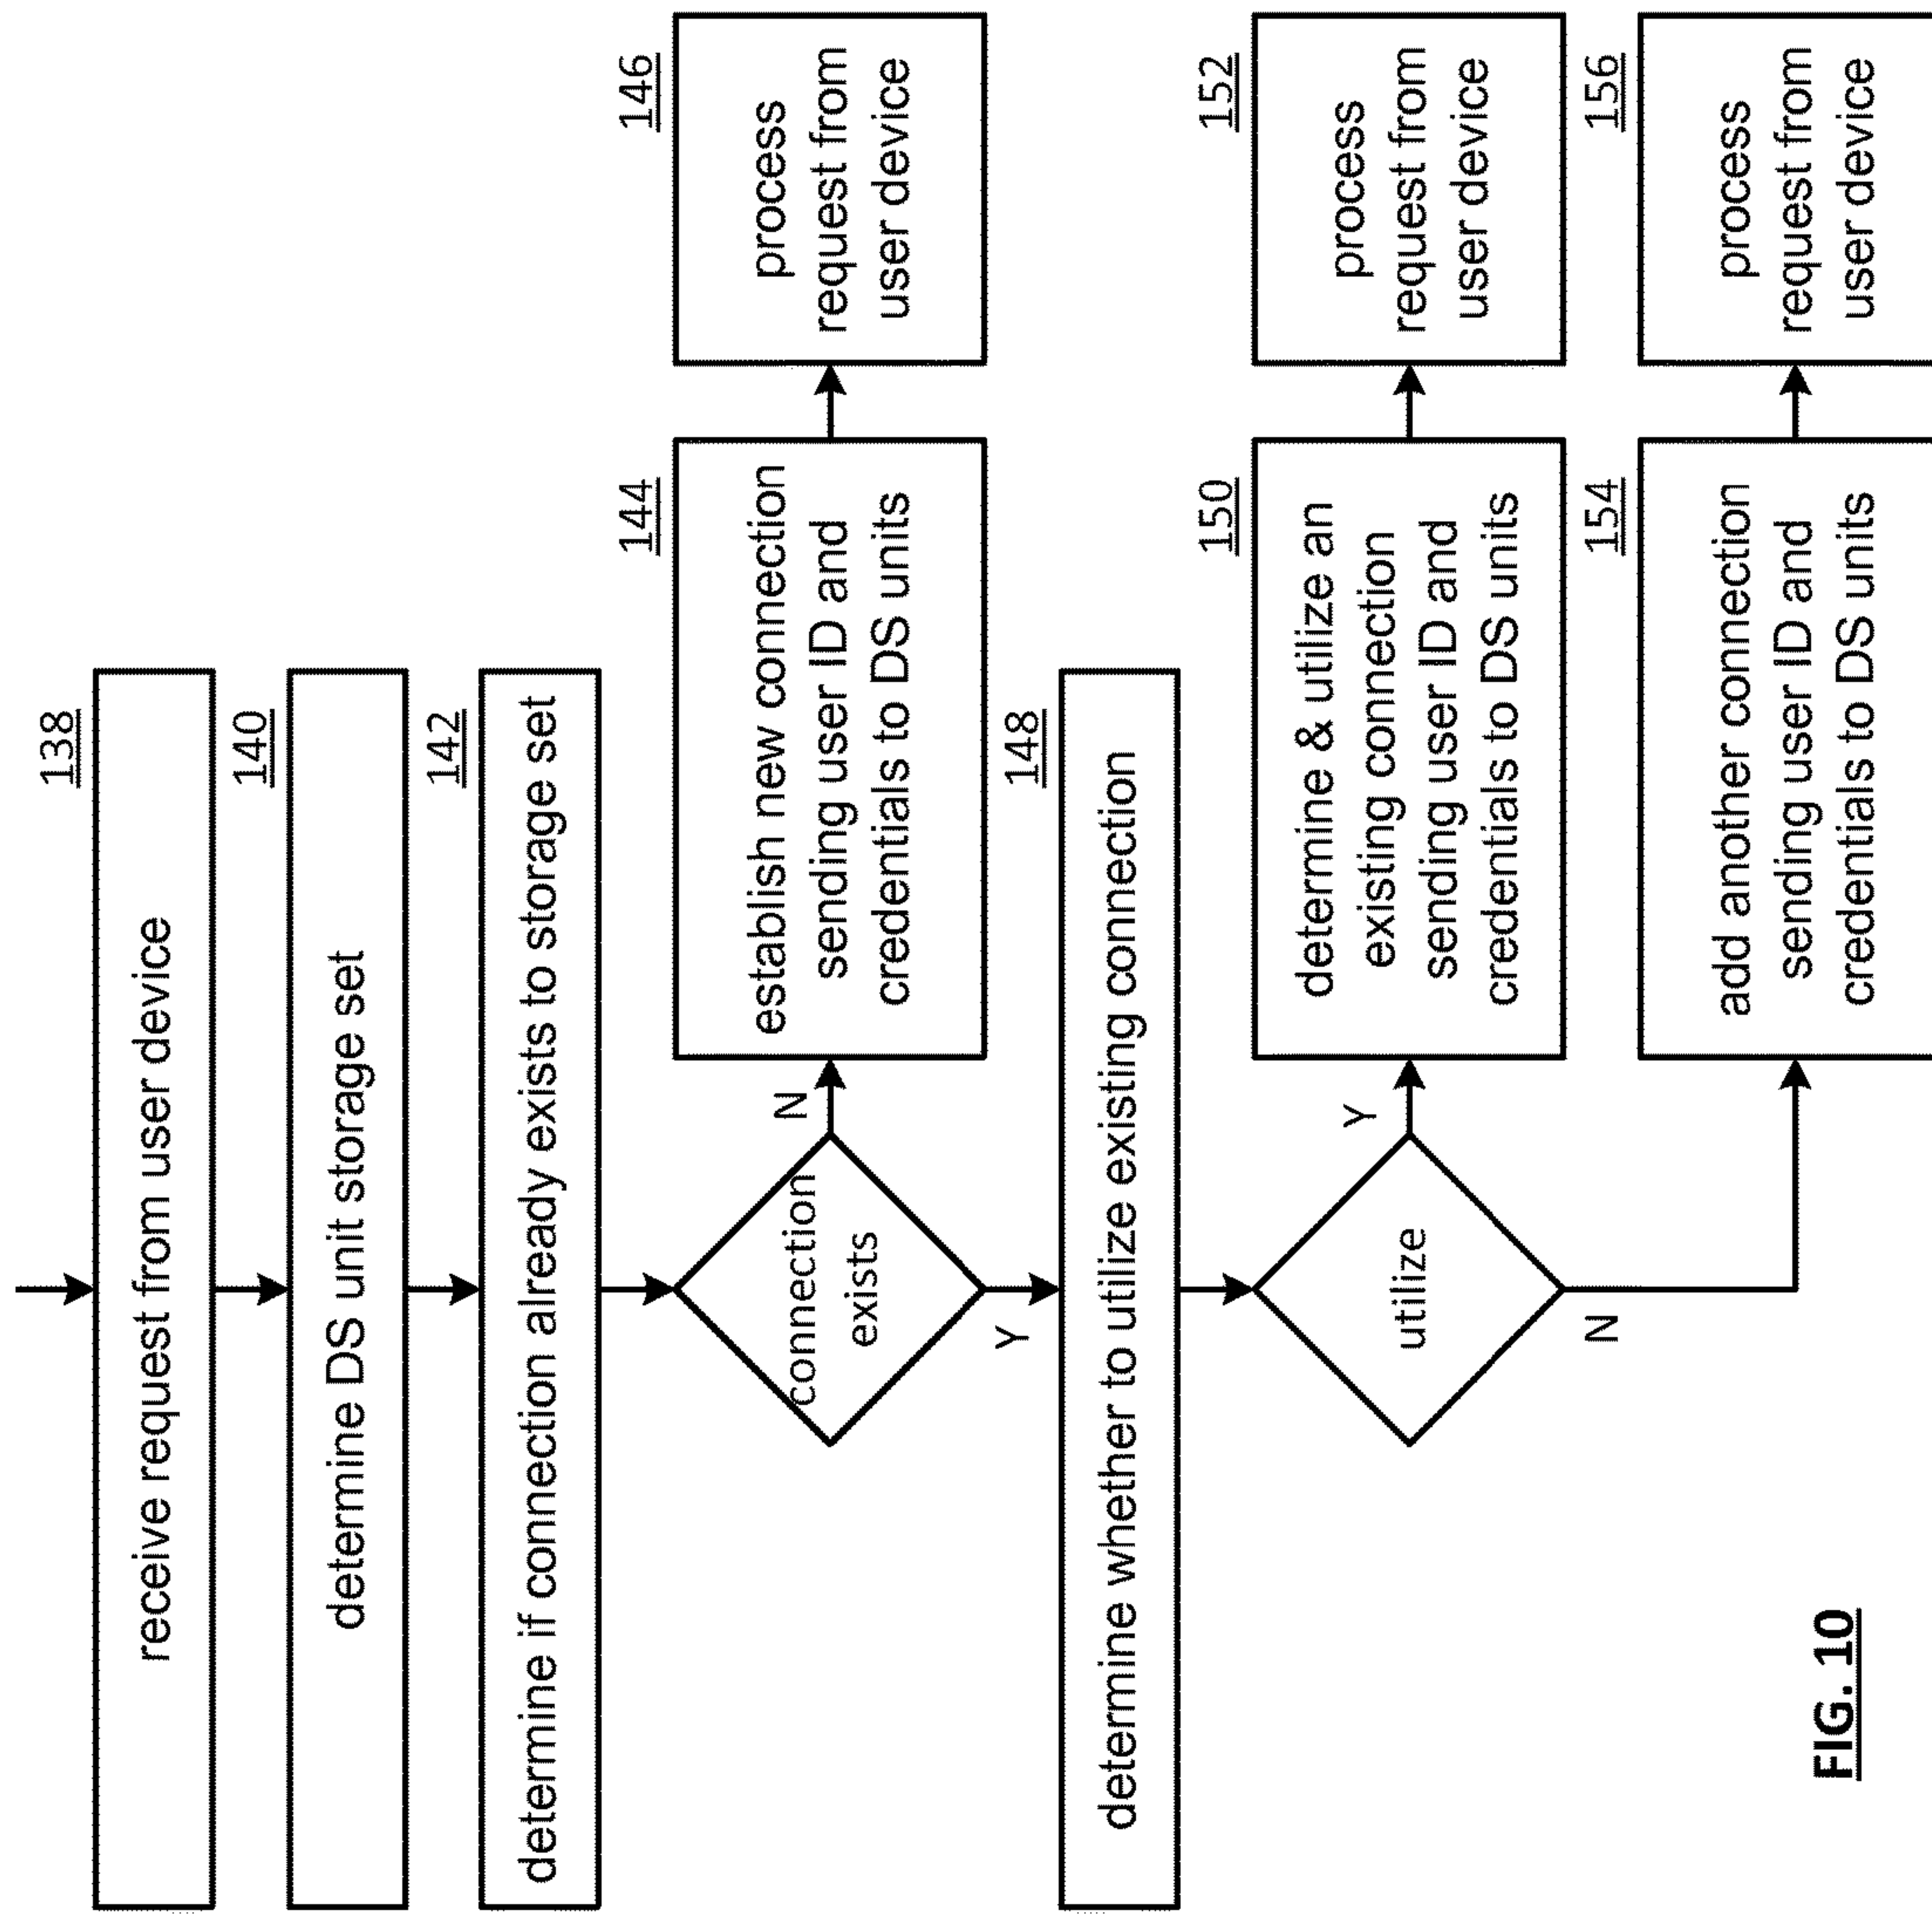 138
receive request from user device
140
determine DS unit storage set
142
determine if connection already exists to storage set
connection
exists
N
Y
144
establish new connection
sending user ID and
credentials to DS units
146
process
request from
user device
148
determine whether to utilize existing connection
utilize
Y
N
150
determine & utilize an
existing connection
sending user ID and
credentials to DS units
152
process
request from
user device
154
add another connection
sending user ID and
credentials to DS units
156
process
request from
user device
FIG. 10